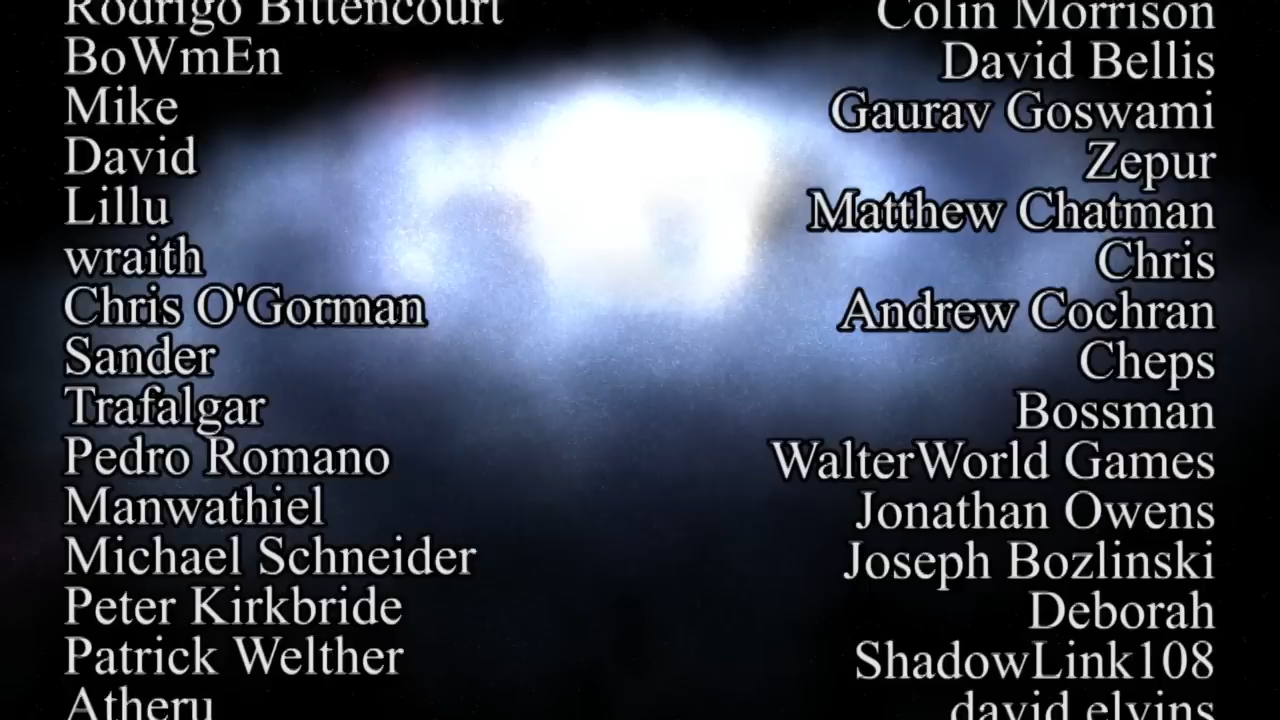 Rodrigo Bittencourt
BoWmEn
Mike
David
Lillu
wraith
Chris O'Gorman
Sander
Trafalgar
Pedro Romano
Manwathiel
Michael Schneider
Peter Kirkbride
Patrick Welther
Atheru
Colin Morrison
David Bellis
Gaurav Goswami
Zepur
Matthew Chatman
Chris
Andrew Cochran
Cheps
Bossman
WalterWorld Games
Jonathan Owens
Joseph Bozlinski
Deborah
ShadowLink108
david elvins